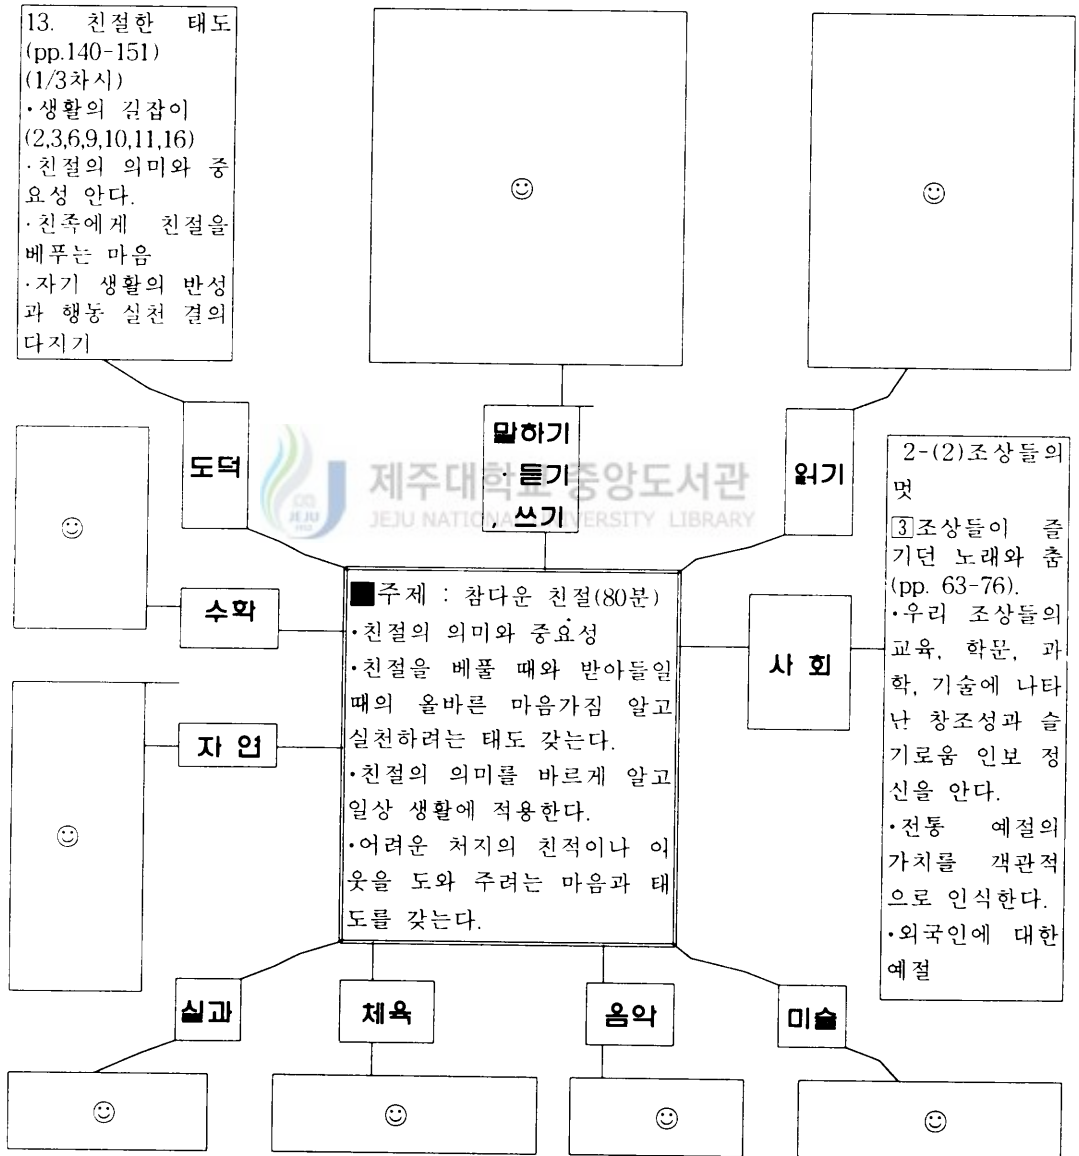 13. 친절한 태도
(pp.140-151)
(1/3차시)
·생활의 길잡이
(2,3,6,9,10,11,16)
·친절의 의미와 중
요성 안다.
·친족에게 친절을
베푸는 마음
·자기 생활의 반성
과 행동 실천 결의
다지기
도덕
말하기
· 듣기
, 쓰기
읽기
제주대학교 중앙도서관
JEJU NATIONAL UNIVERSITY LIBRARY
JEJU
1952
2-(2)조상들의
멋
3조상들이 즐
기던 노래와 춤
(pp. 63-76).
·우리 조상들의
교육, 학문, 과
학, 기술에 나타
난 창조성과 슬
기로움 인보 정
신을 안다.
·전통 예절의
가치를 객관적
으로 인식한다.
·외국인에 대한
예절
수학
자 연
■주제 : 참다운 친절(80분)
·친절의 의미와 중요성
·친절을 베풀 때와 받아들일
때의 올바른 마음가짐 알고
실천하려는 태도 갖는다.
·친절의 의미를 바르게 알고
일상 생활에 적용한다.
·어려운 처지의 친척이나 이
웃을 도와 주려는 마음과 태
도를 갖는다.
사 회
실과
체육
음악
미술